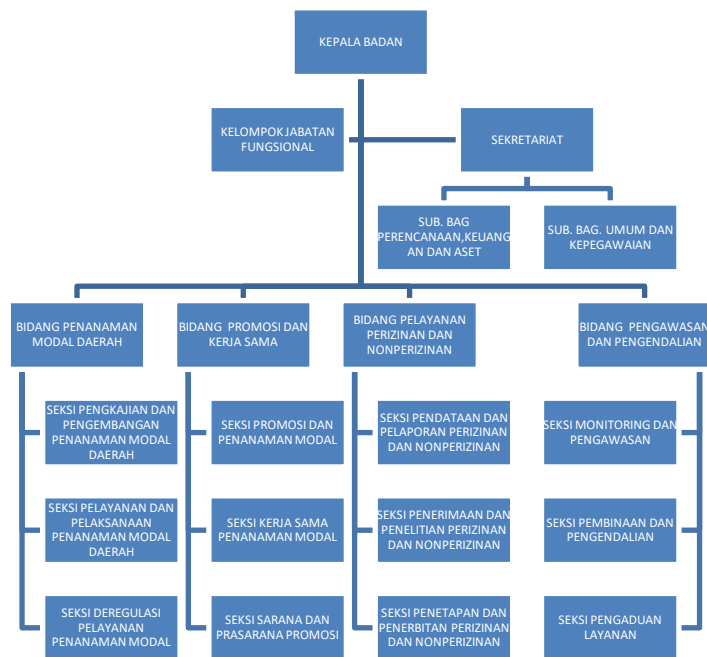 KEPALA BADAN
KELOMPOK JABATAN
FUNGSIONAL
SEKRETARIAT
SUB. BAG
PERENCANAAN,KEUANG
AN DAN ASET
SUB. BAG. UMUM DAN
KEPEGAWAIAN
BIDANG PENANAMAN
MODAL DAERAH
BIDANG PROMOSI DAN
KERJA SAMA
BIDANG PELAYANAN
PERIZINAN DAN
NONPERIZINAN
BIDANG PENGAWASAN
DAN PENGENDALIAN
SEKSI PENGKAJIAN DAN
PENGEMBANGAN
PENANAMAN MODAL
DAERAH
SEKSI PROMOSI DAN
PENANAMAN MODAL
SEKSI PENDATAAN DAN
PELAPORAN PERIZINAN
DAN NONPERIZINAN
SEKSI MONITORING DAN
PENGAWASAN
SEKSI PELAYANAN DAN
PELAKSANAAN
PENANAMAN MODAL
DAERAH
SEKSI KERJA SAMA
PENANAMAN MODAL
SEKSI PENERIMAAN DAN
PENELITIAN PERIZINAN
DAN NONPERIZINAN
SEKSI PEMBINAAN DAN
PENGENDALIAN
SEKSI DEREGULASI
PELAYANAN
PENANAMAN MODAL
SEKSI SARANA DAN
PRASARANA PROMOSI
SEKSI PENETAPAN DAN
PENERBITAN PERIZINAN
DAN NONPERIZINAN
SEKSI PENGADUAN
LAYANAN